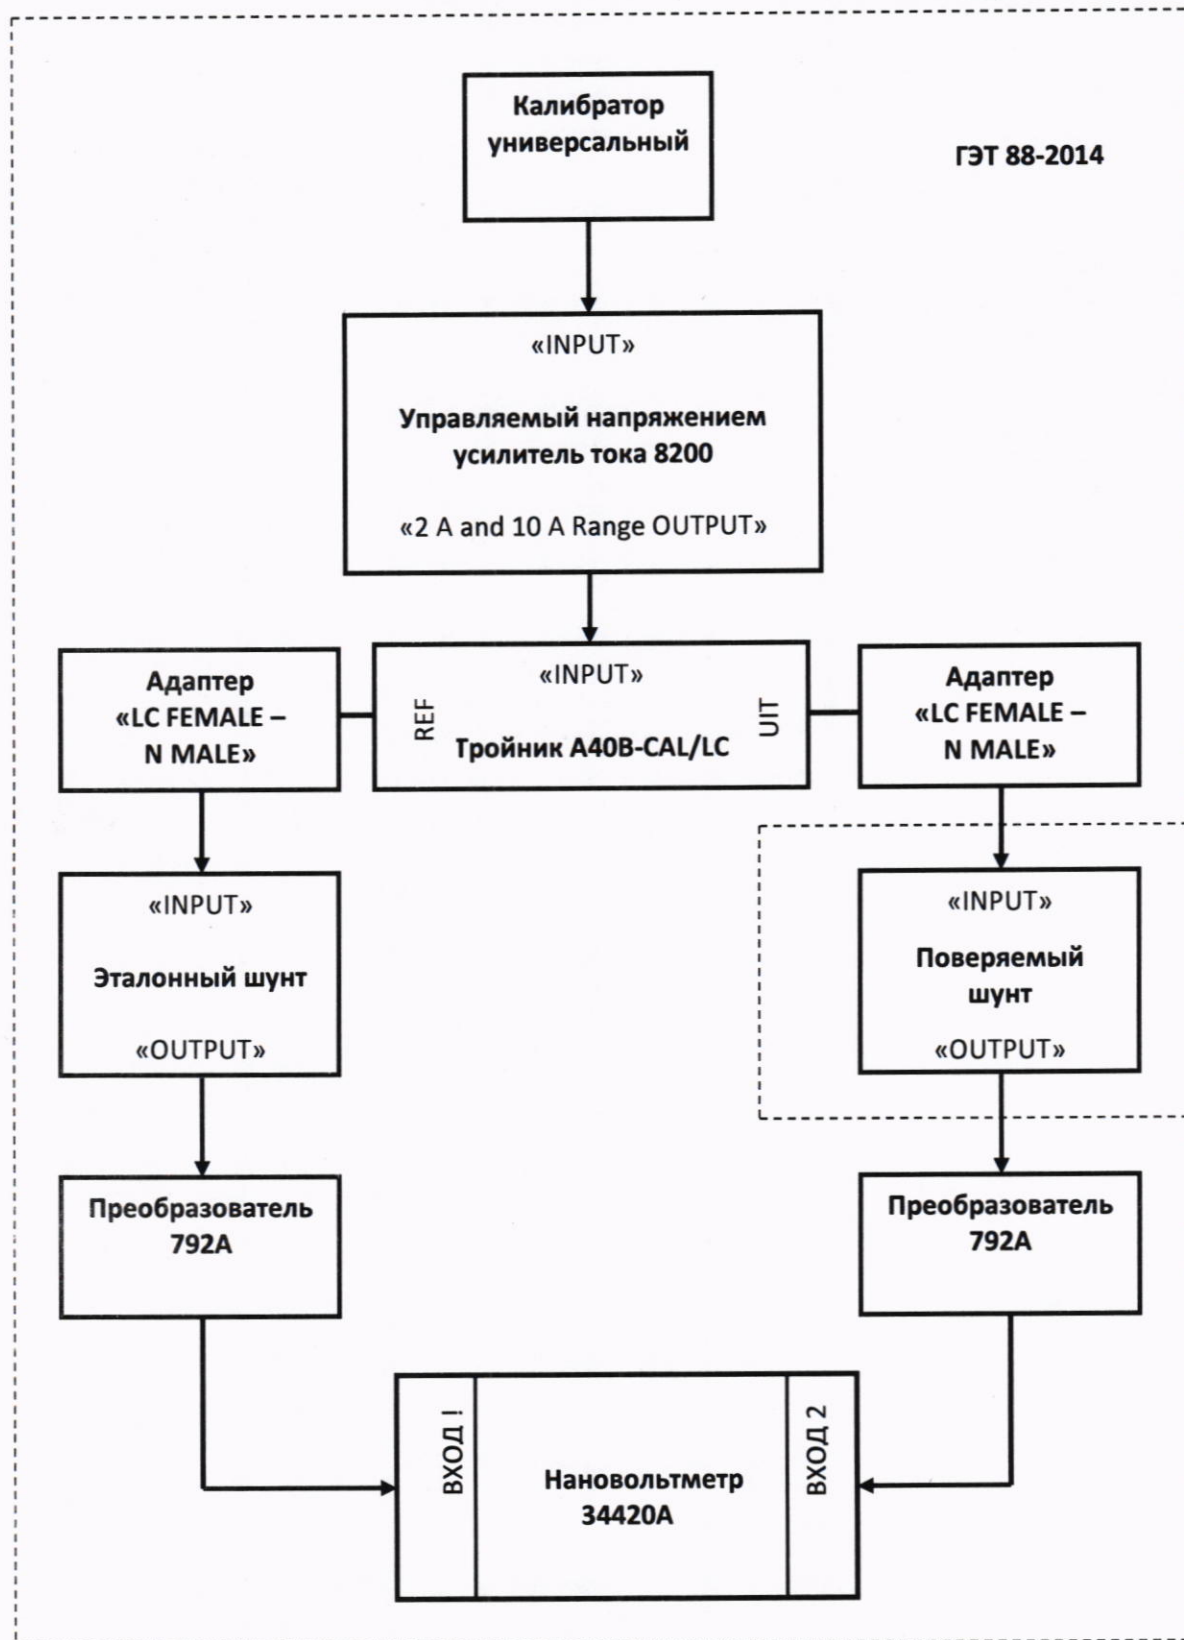 Калибратор
универсальный
ГЭТ 88-2014
«INPUT»
Управляемый напряжением
усилитель тока 8200
«2 A and 10 A Range OUTPUT»
Адаптер
«LC FEMALE –
N MALE»
REF
«INPUT»
Тройник A40B-CAL/LC
UIT
Адаптер
«LC FEMALE –
N MALE»
«INPUT»
Эталонный шунт
«OUTPUT»
«INPUT»
Поверяемый
шунт
«OUTPUT»
Преобразователь
792A
Преобразователь
792A
ВХОД !
Нановольтметр
34420A
ВХОД 2